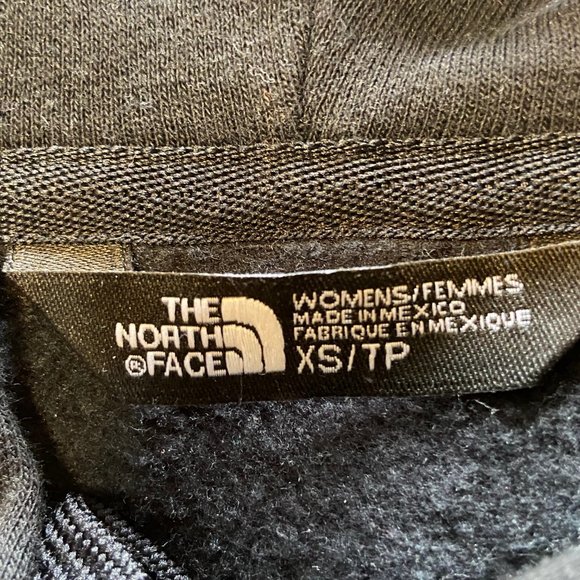 THE
NORTH
®FACE
WOMENS/FEMMES
MADE IN MEXICO
FABRIQUE EN MEXIQUE
XS/TP